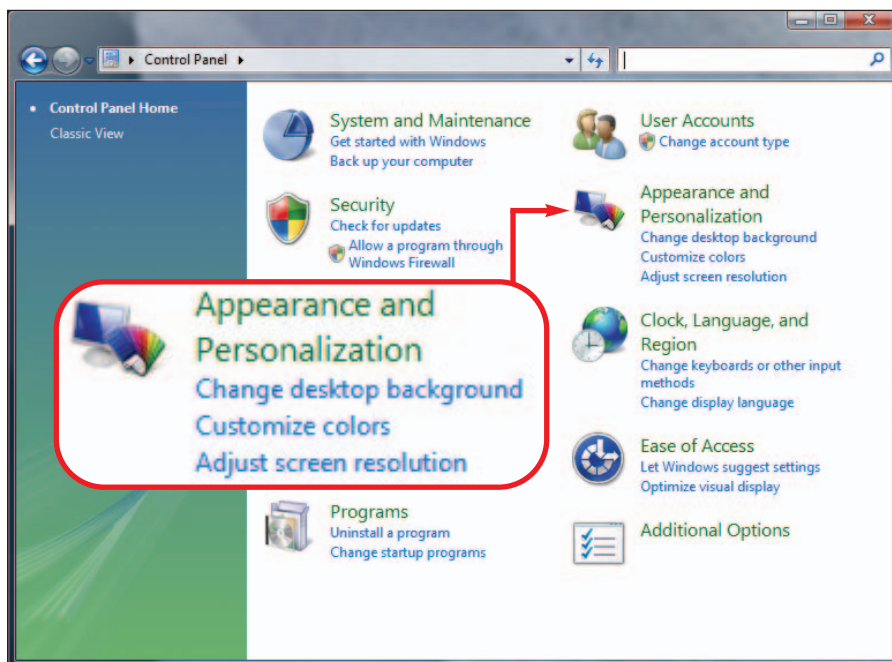 Control Panel
Control Panel Home
Classic View
System and Maintenance
Get started with Windows
Back up your computer
Security
Check for updates
Allow a program through
Windows Firewall
Appearance and
Personalization
Change desktop background
Customize colors
Adjust screen resolution
Programs
Uninstall a program
Change startup programs
User Accounts
Change account type
Appearance and
Personalization
Change desktop background
Customize colors
Adjust screen resolution
Clock, Language, and
Region
Change keyboards or other input
methods
Change display language
Ease of Access
Let Windows suggest settings
Optimize visual display
Additional Options